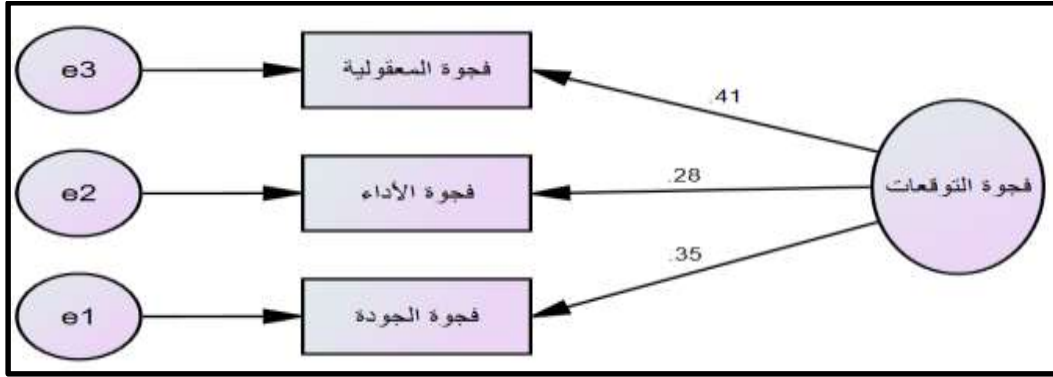 e3
فجوة المعقولية
.41
e2
فجوة الأداء
.28
فجوة التوقعات
.35
e1
فجوة الجودة